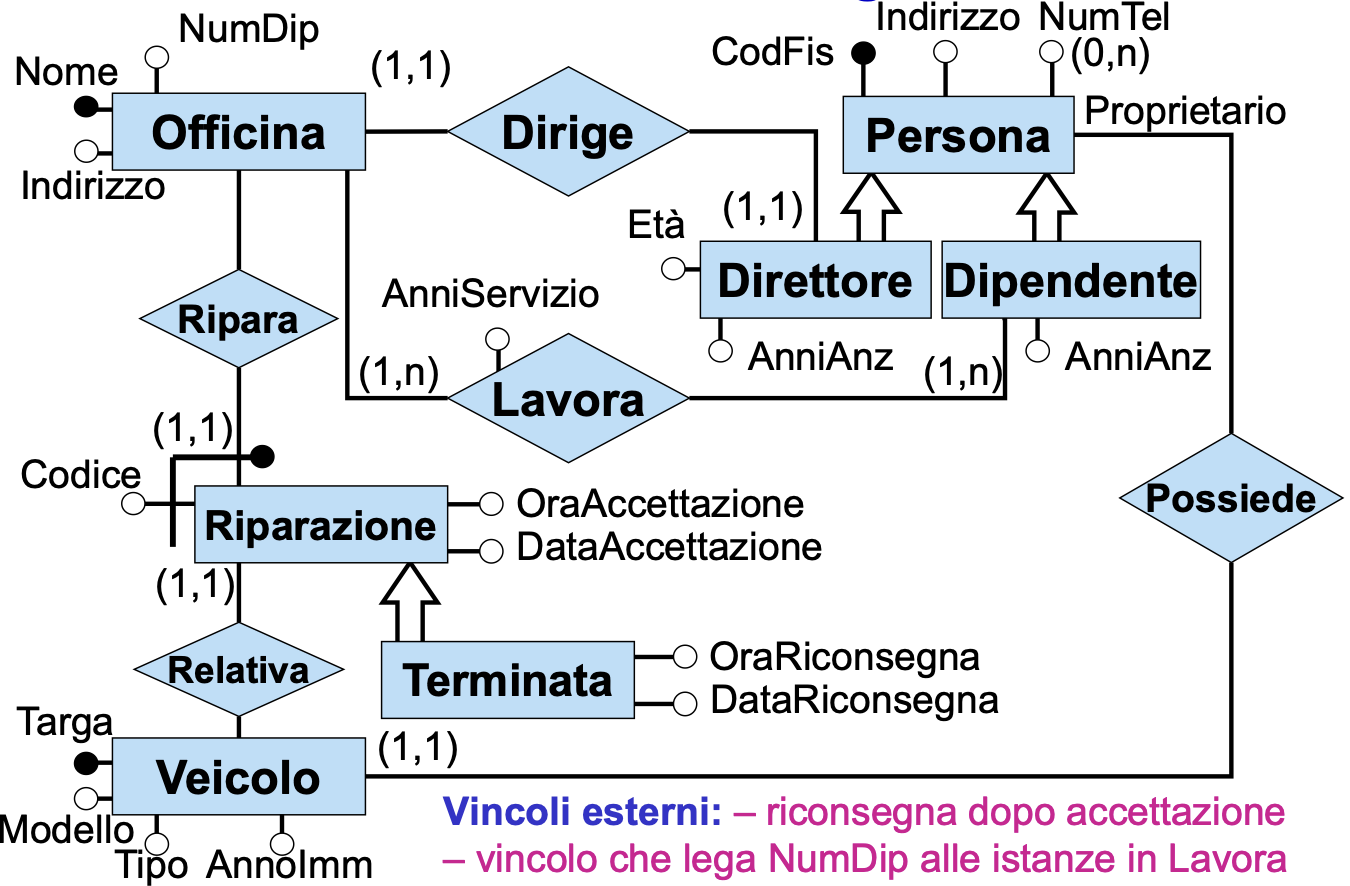 Indirizzo NumTel
NumDip
CodFis
(0,n)
(1,1)
Nome
Proprietario
Officina
Dirige
Persona
Indirizzo
(1,1)
Età
Direttore
Dipendente
AnniServizio
Ripara
AnniAnz
AnniAnz
(1,n)
(1,n)
Lavora
(1,1)
Codice
OraAccettazione
Possiede
Riparazione
DataAccettazione
(1,1)
OraRiconsegna
Relativa
Terminata
DataRiconsegna
Targa
(1,1)
Veicolo
Modello
Tipo AnnoImm
Vincoli esterni: – riconsegna dopo accettazione
– vincolo che lega NumDip alle istanze in Lavora